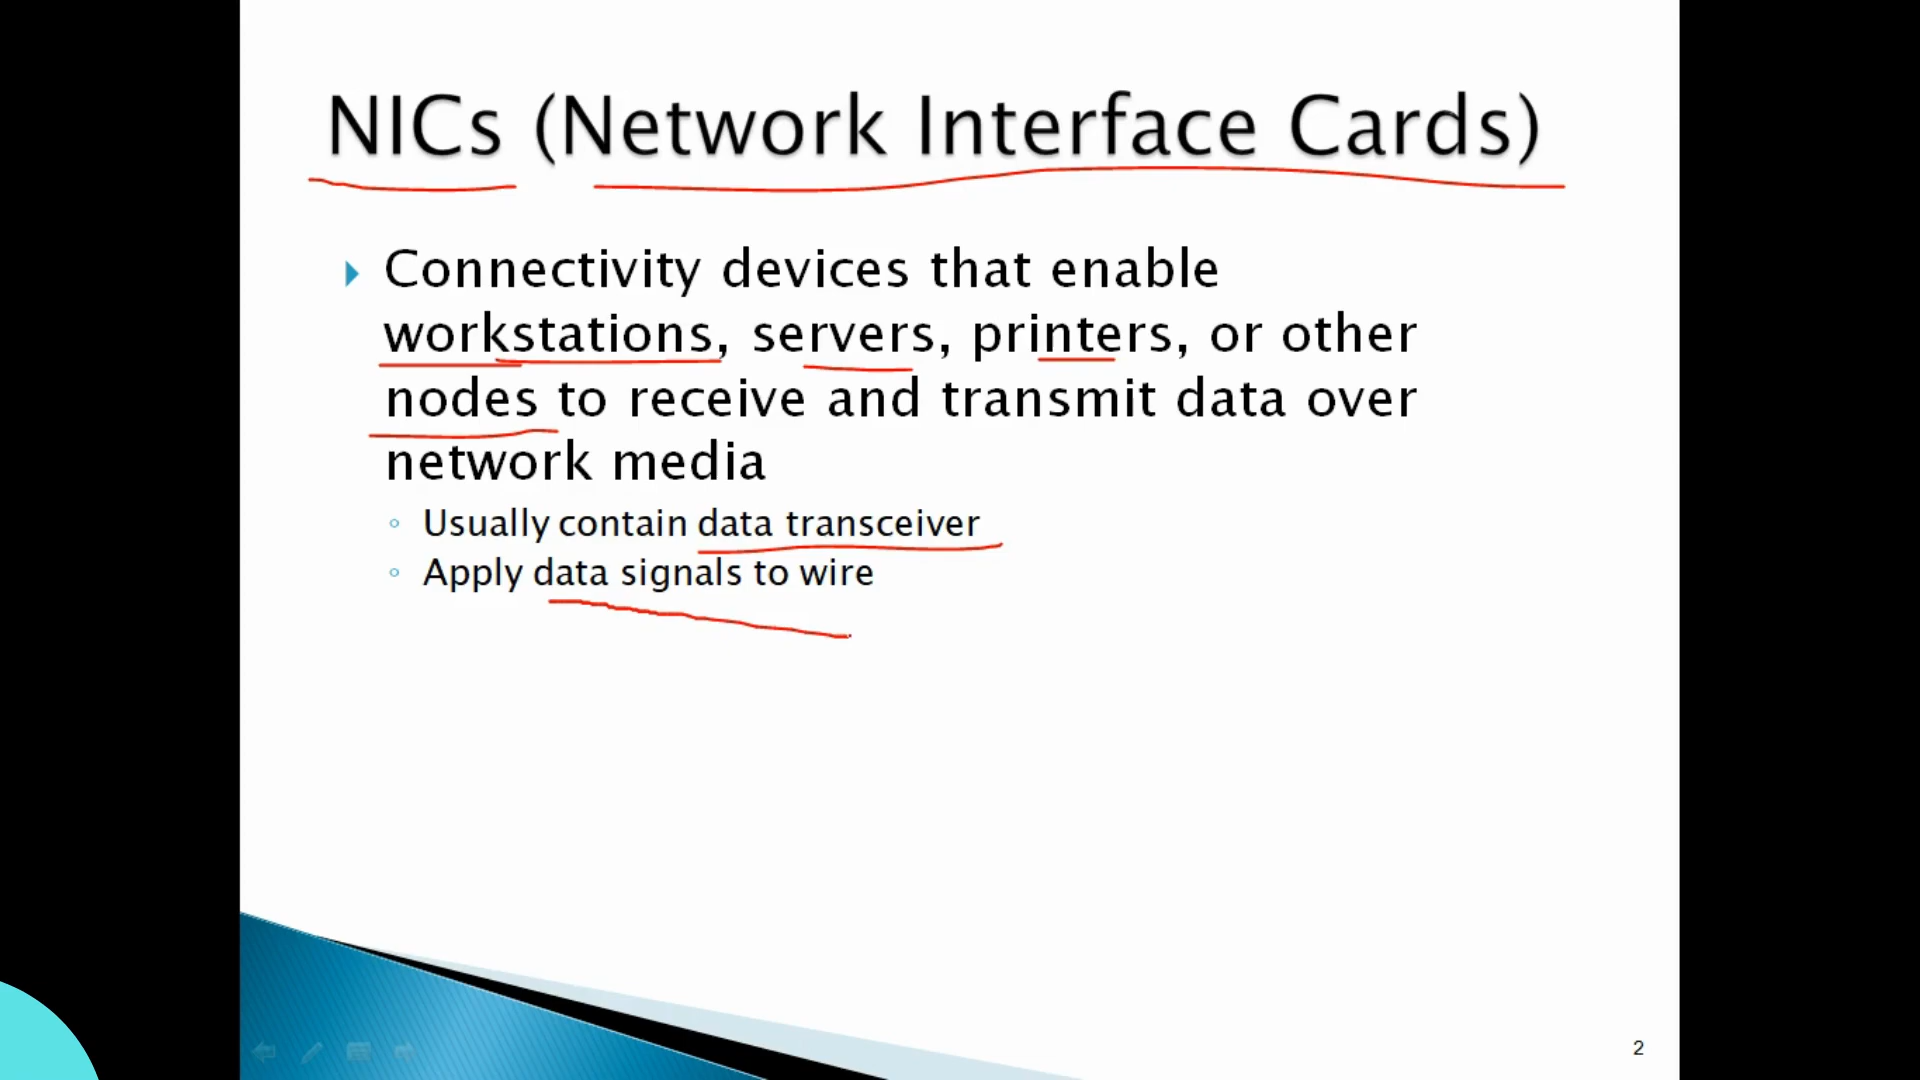 NICs (Network Interface Cards)
Connectivity devices that enable
workstations, servers, printers, or other
nodes to receive and transmit data over
network media
Usually contain data transceiver
Apply data signals to wire
2